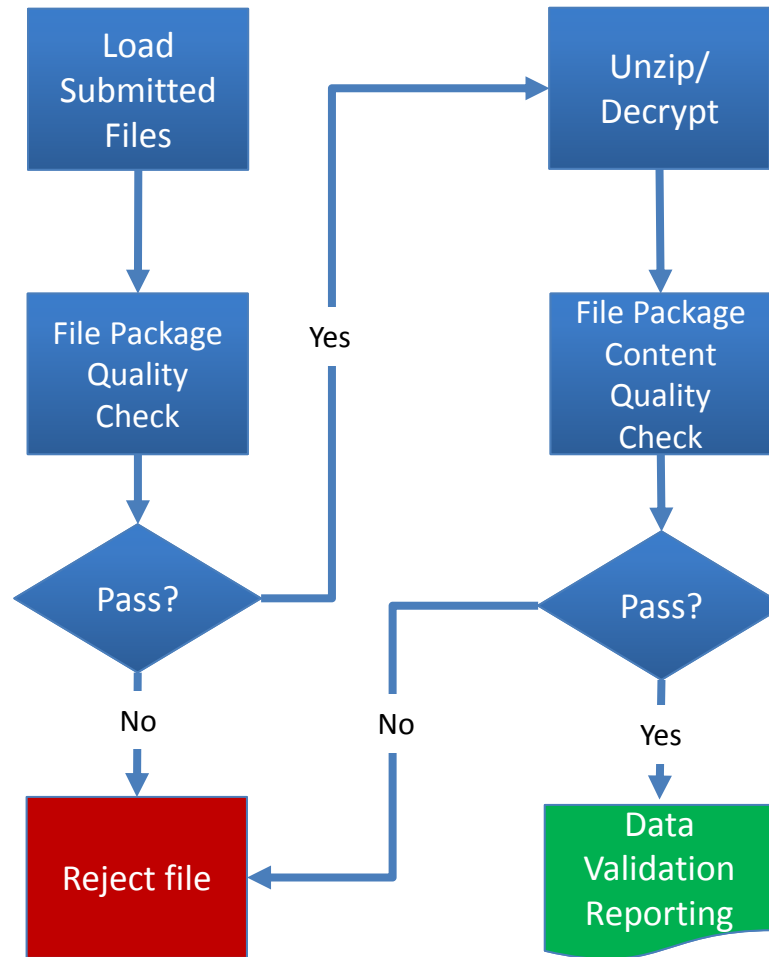 Load
Submitted
Files
File Package
Quality
Check
Pass?
No
Reject file
Yes
Unzip/
Decrypt
File Package
Content
Quality
Check
Pass?
No
Yes
Data
Validation
Reporting